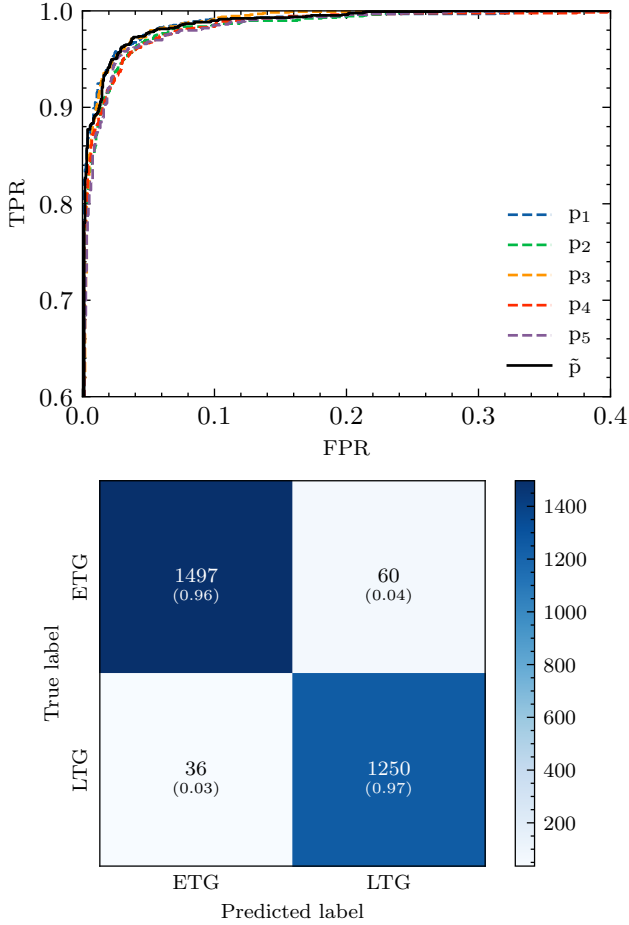 1.0
0.9
0.8
0.7
0.6
TPR
p1
p2
p3
p4
p5
p̃
0.0 0.1 0.2 0.3 0.4
FPR
ETG
1497
(0.96)
60
(0.04)
True label
LTG
36
(0.03)
1250
(0.97)
ETG LTG
Predicted label
1400
1200
1000
800
600
400
200